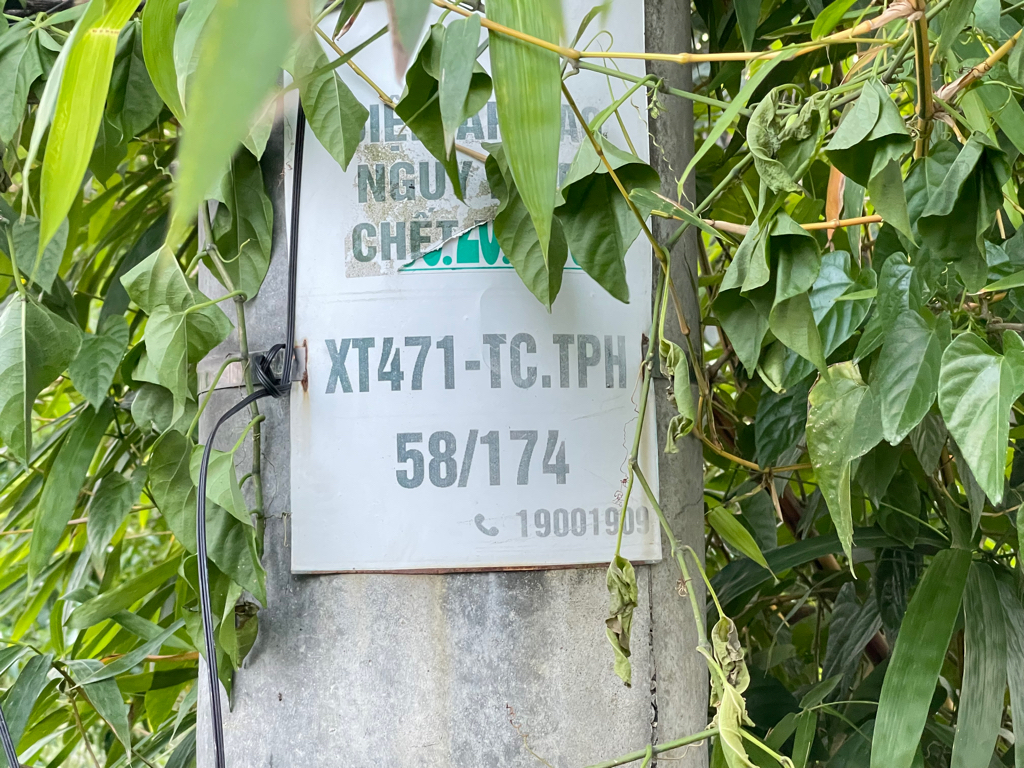 NGUY
CHẾT
XT471-TC.TPH
58/174
19001909